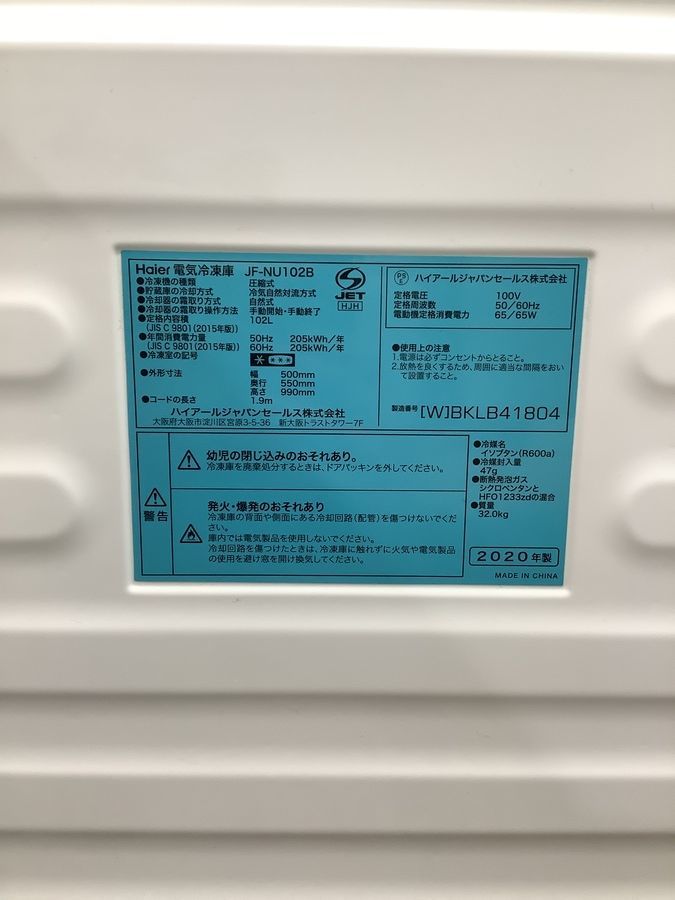 Haier 電気冷凍庫 JF-NU102B
●冷凍機の種類 圧縮式
●貯蔵庫の冷却方式 冷気自然対流方式
●冷却器の霜取り方式 自然式
●冷却器の霜取り操作方法 手動開始・手動終了
●定格内容積 102L
(JIS C 9801(2015年版))
●年間消費電力量 50Hz 205kWh/年
(JIS C 9801(2015年版)) 60Hz 205kWh/年
●冷凍室の記号
●外形寸法 幅 500mm
奥行 550mm
高さ 990mm
●コードの長さ 1.9m
ハイアールジャパンセールス株式会社
大阪府大阪市淀川区宮原3-5-36 新大阪トラストタワー7F
JET
HJH
PS
E
ハイアールジャパンセールス株式会社
定格電圧 100V
定格周波数 50/60Hz
電動機定格消費電力 65/65W
●使用上の注意
1.電源は必ずコンセントからとること。
2.放熱を良くするため、周囲に適当な間隔をおい
て設置すること。
製造番号 [W]BKLB41804
警告
幼児の閉じ込みのおそれあり。
冷凍庫を廃棄処分するときは、ドアパッキンを外してください。
発火・爆発のおそれあり
冷凍庫の背面や側面にある冷却回路(配管)を傷つけないでくだ
さい。
庫内では電気製品を使用しないでください。
冷却回路を傷つけたときは、冷凍庫に触れずに火気や電気製品
の使用を避け窓を開け換気してください。
●冷媒名
イソブタン(R600a)
●冷媒封入量
47g
●断熱発泡ガス
シクロペンタンと
HFO1233zdの混合
●質量
32.0kg
2020年製
MADE IN CHINA